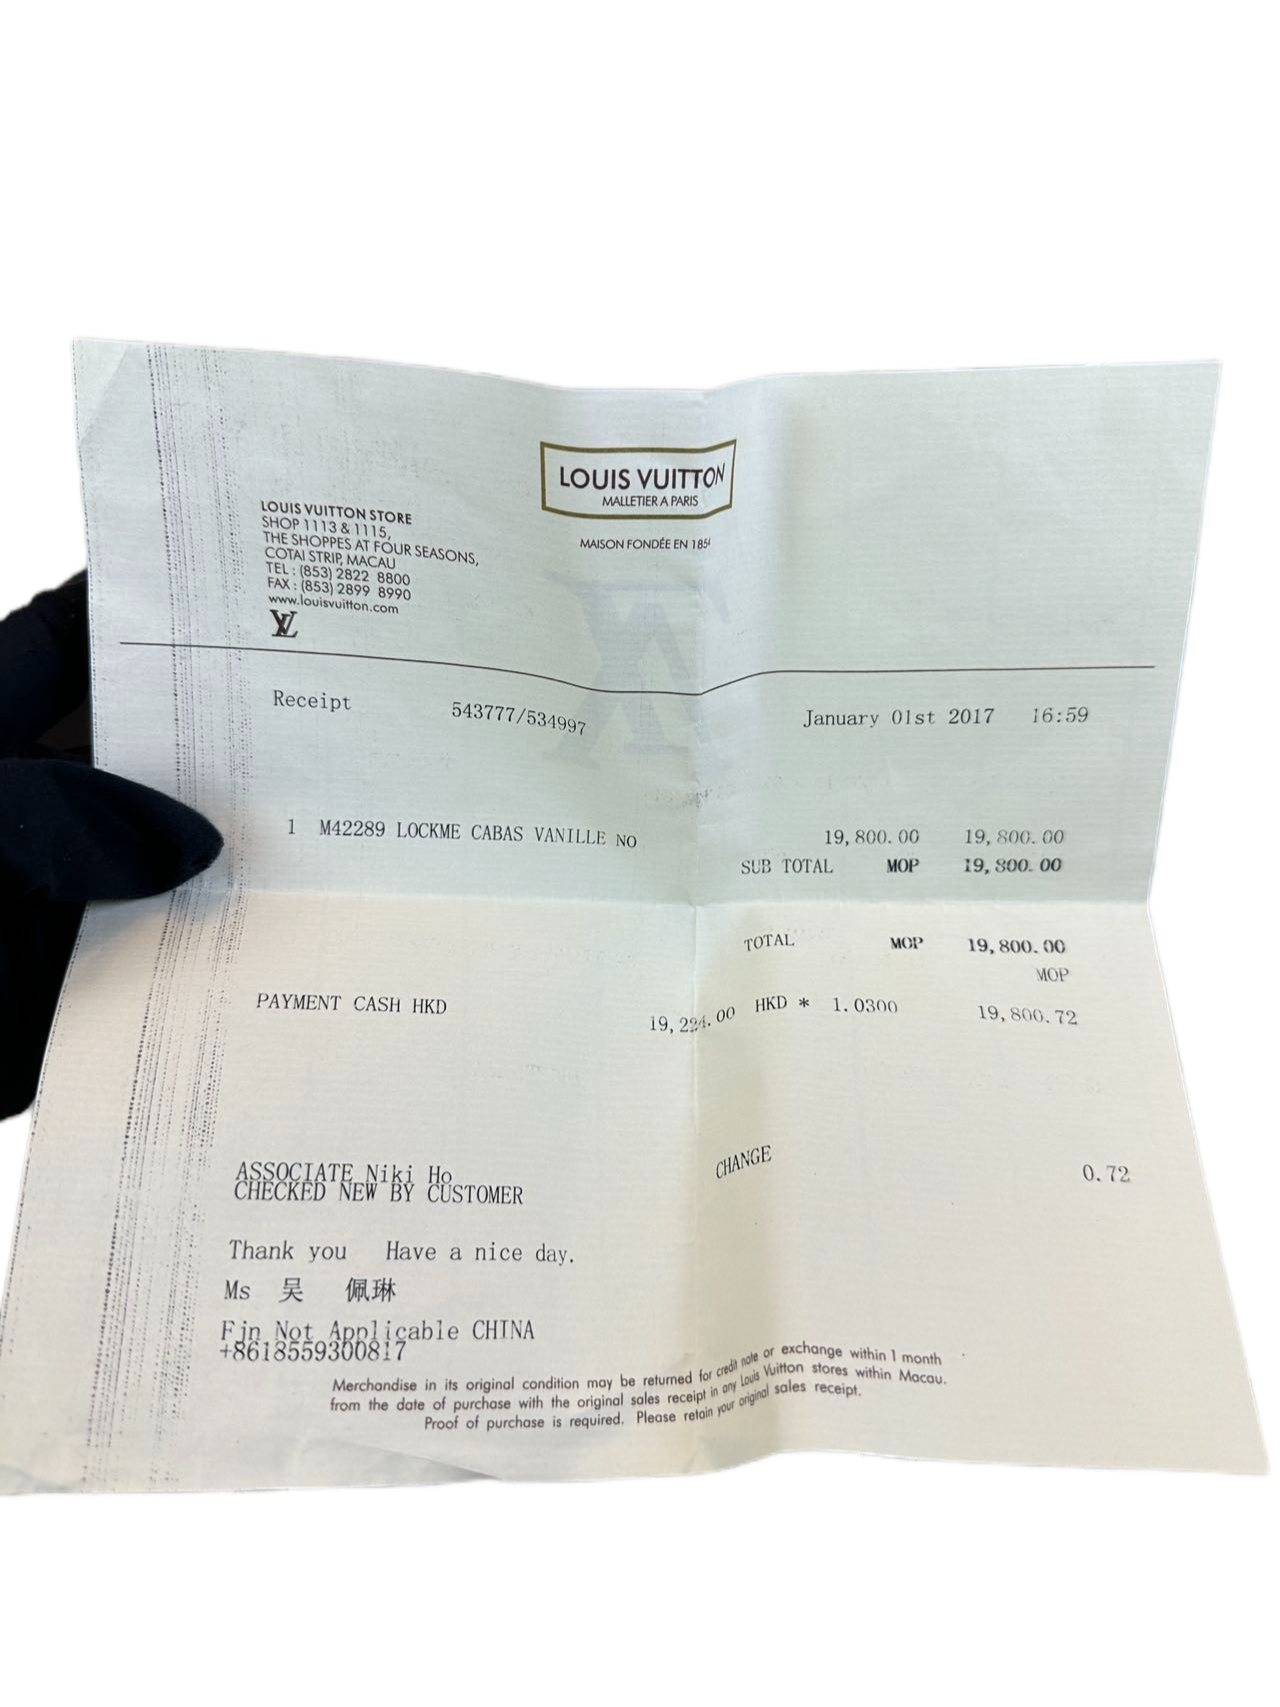 LOUIS VUITTON
MALLETIER A PARIS
MAISON FONDÉE EN 1854
LOUIS VUITTON STORE
SHOP 1113 & 1115,
THE SHOPPES AT FOUR SEASONS,
COTAI STRIP, MACAU
TEL : (853) 2822 8800
FAX : (853) 2899 8990
www.louisvuitton.com
LV
Receipt 543777/534997 January 01st 2017 16:59
1 M42289 LOCKME CABAS VANILLE NO 19,800.00 19,800.00
SUB TOTAL MOP 19,800.00
TOTAL MOP 19,800.00
MOP
PAYMENT CASH HKD 19,224.00 HKD * 1.0300 19,800.72
CHANGE 0.72
ASSOCIATE Niki Ho
CHECKED NEW BY CUSTOMER
Thank you Have a nice day.
Ms 吴 佩琳
Fjn Not Applicable CHINA
+8618559300817
Merchandise in its original condition may be returned for credit note or exchange within 1 month
from the date of purchase with the original sales receipt in any Louis Vuitton stores within Macau.
Proof of purchase is required. Please retain your original sales receipt.